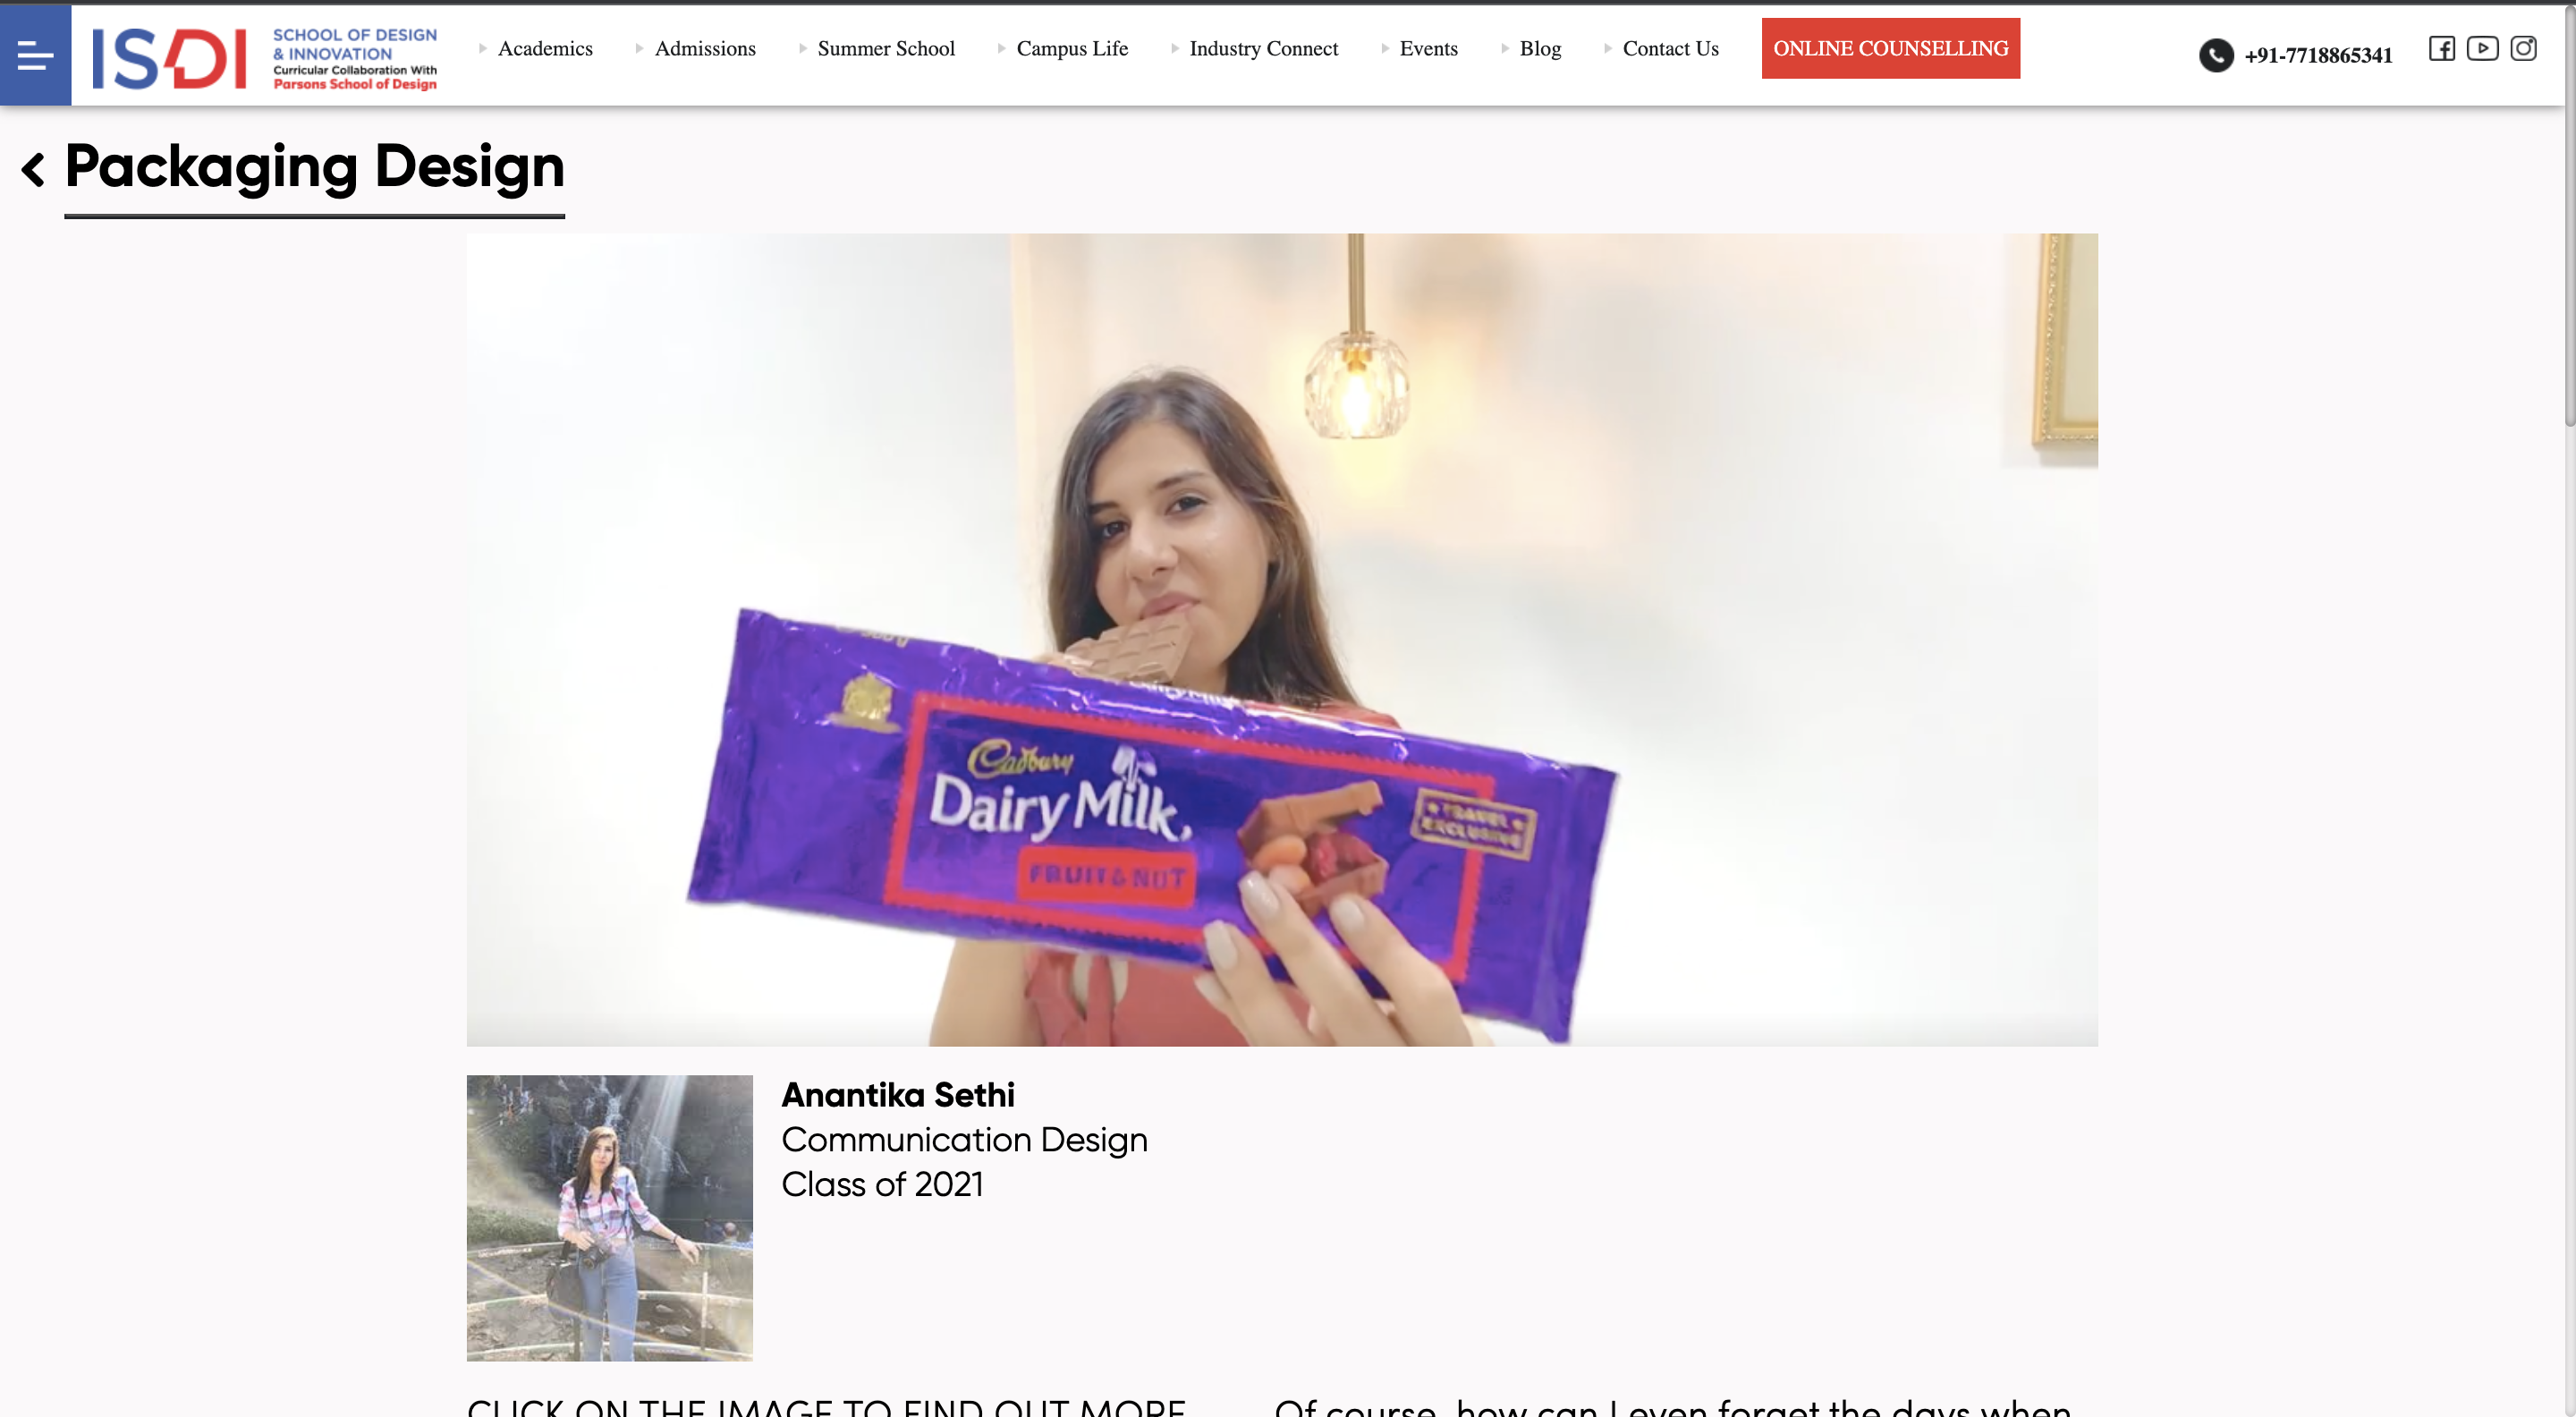 ISDI
SCHOOL OF DESIGN
& INNOVATION
Curricular Collaboration With
Parsons School of Design
Academics
Admissions
Summer School
Campus Life
Industry Connect
Events
Blog
Contact Us
ONLINE COUNSELLING
+91-7718865341
Packaging Design
Cadbury
Dairy Milk
FRUIT & NUT
TRAVEL
EXCLUSIVE
Anantika Sethi
Communication Design
Class of 2021
CLICK ON THE IMAGE TO FIND OUT MORE
Of course, how can I even forget the days when